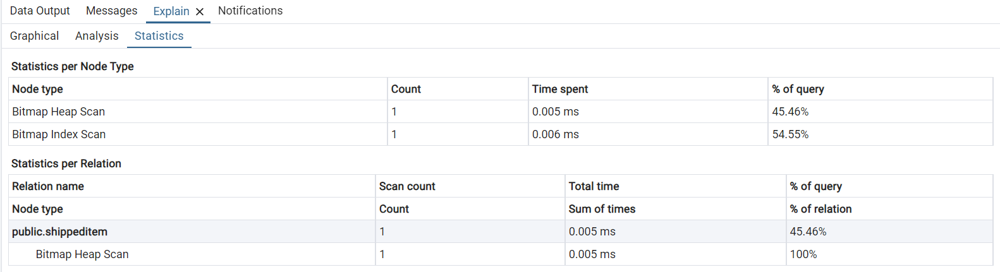 Data Output Messages Explain × Notifications
Graphical Analysis Statistics
Statistics per Node Type
Node type Count Time spent % of query
Bitmap Heap Scan 1 0.005 ms 45.46%
Bitmap Index Scan 1 0.006 ms 54.55%
Statistics per Relation
Relation name Scan count Total time % of query
Node type Count Sum of times % of relation
public.shippeditem 1 0.005 ms 45.46%
Bitmap Heap Scan 1 0.005 ms 100%